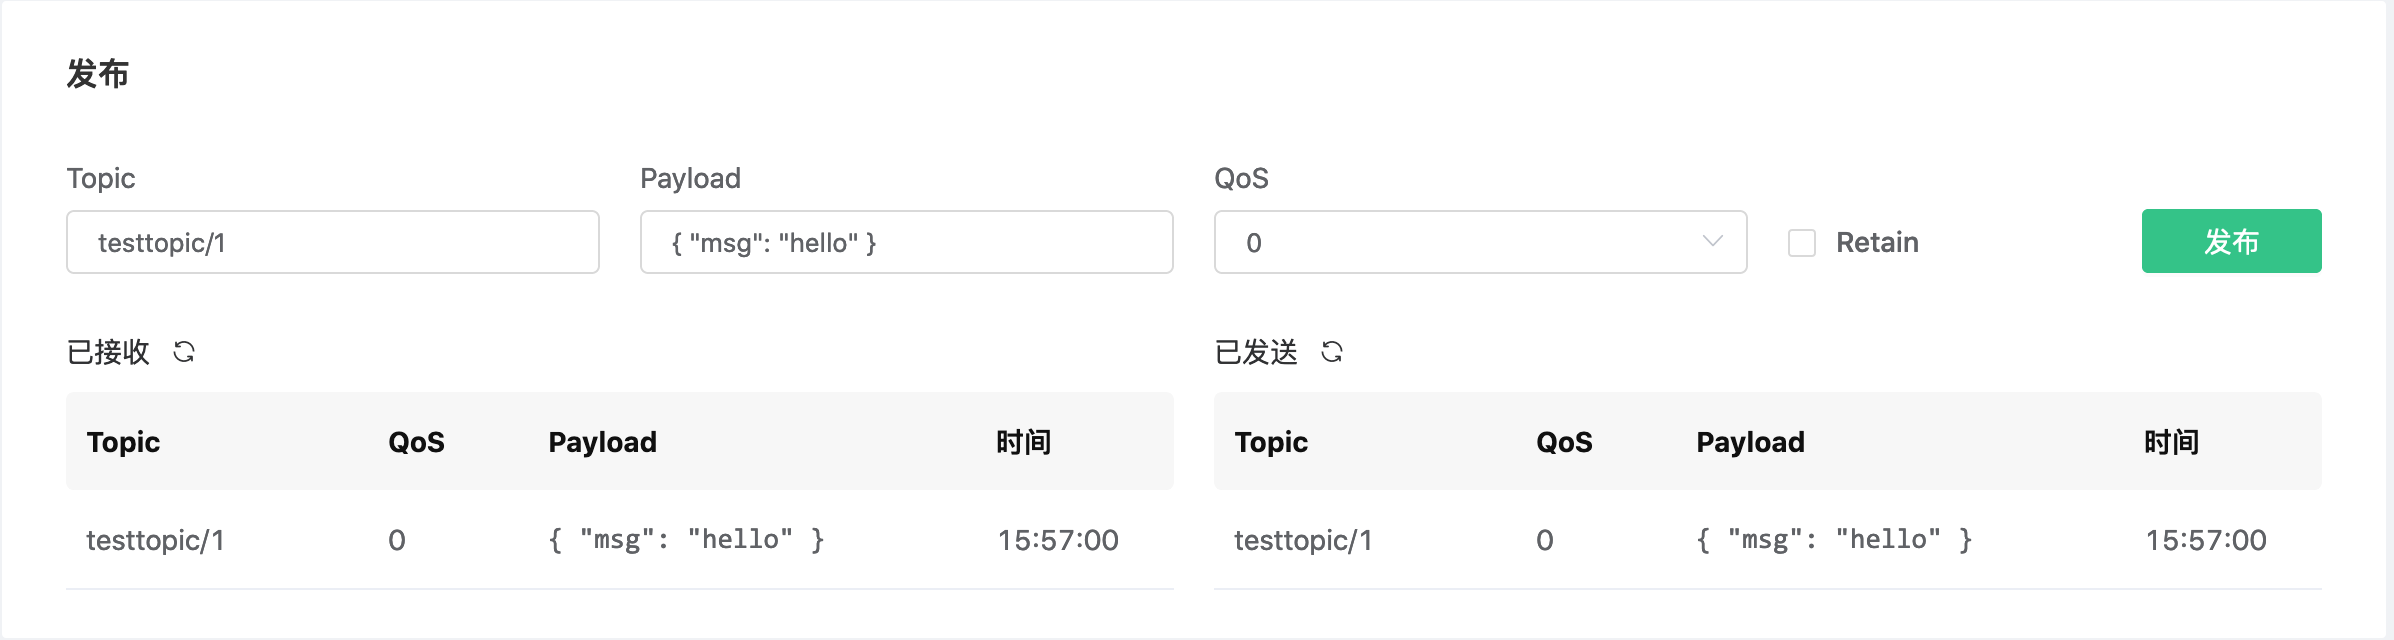 发布
Topic Payload QoS
testtopic/1 { "msg": "hello" } 0 Retain 发布
已接收 已发送
Topic QoS Payload 时间 Topic QoS Payload 时间
testtopic/1 0 { "msg": "hello" } 15:57:00 testtopic/1 0 { "msg": "hello" } 15:57:00